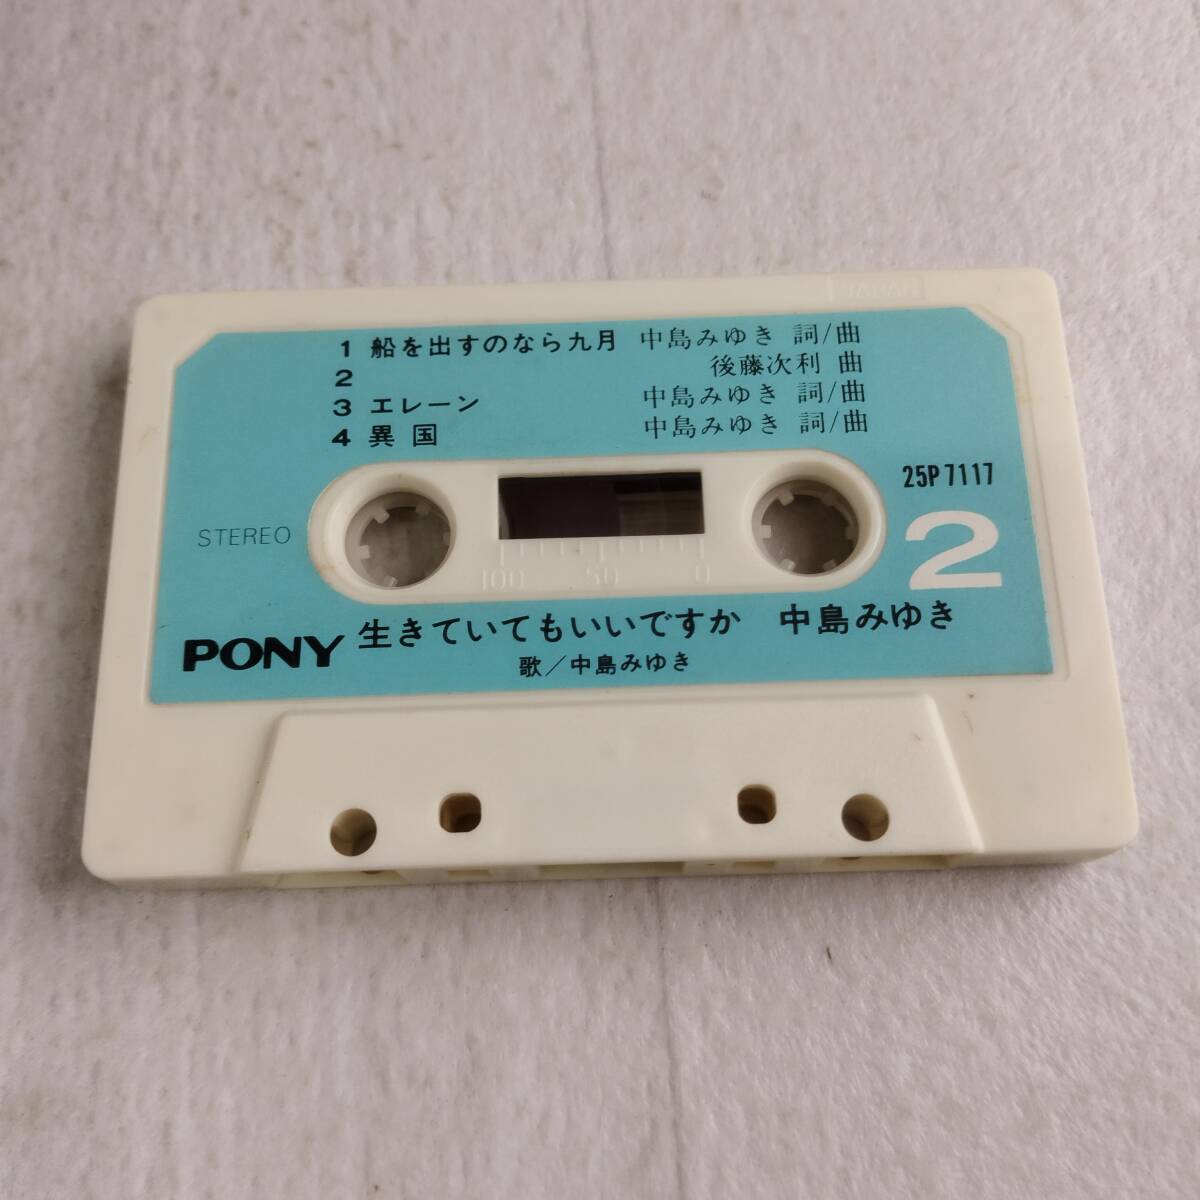 JAPAN
1 船を出すのなら九月 中島みゆき 詞/曲
2 後藤次利 曲
3 エレーン 中島みゆき 詞/曲
4 異国 中島みゆき 詞/曲
25P7117
STEREO
2
100 50 0
PONY 生きていてもいいですか 中島みゆき
歌/中島みゆき